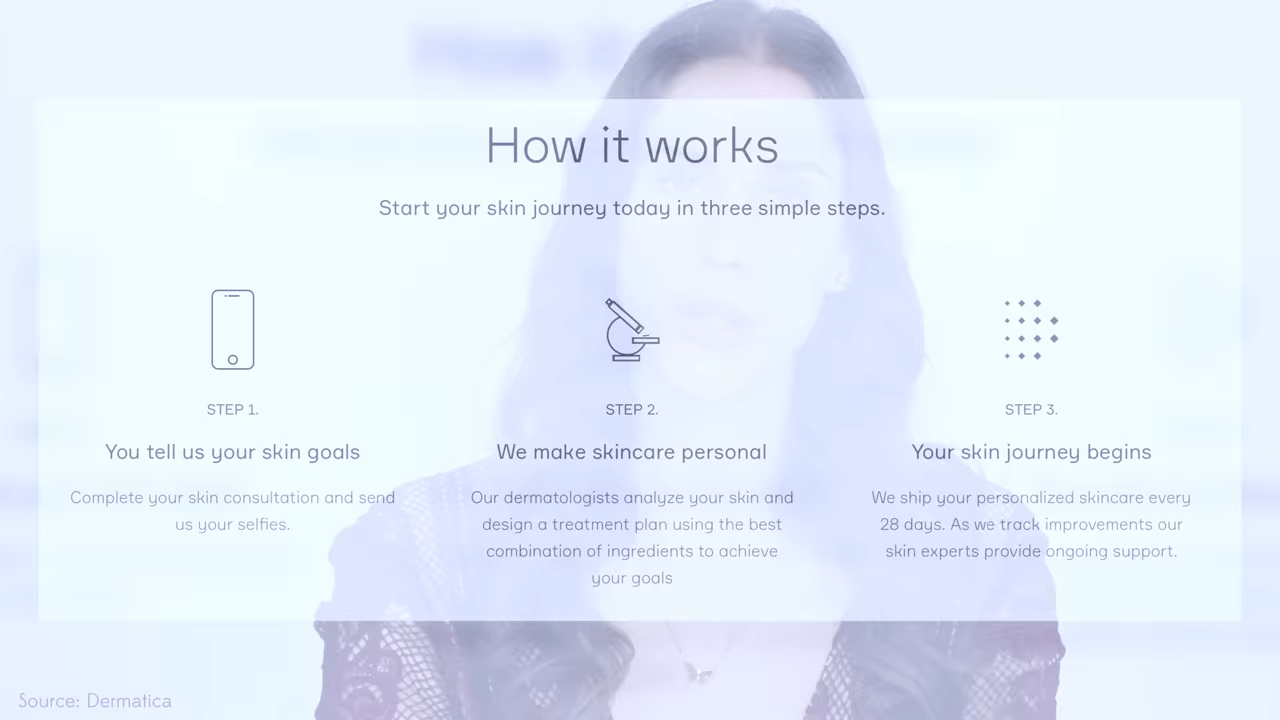 How it works
Start your skin journey today in three simple steps.
STEP 1.
You tell us your skin goals
Complete your skin consultation and send
us your selfies.
STEP 2.
We make skincare personal
Our dermatologists analyze your skin and
design a treatment plan using the best
combination of ingredients to achieve
your goals
STEP 3.
Your skin journey begins
We ship your personalized skincare every
28 days. As we track improvements our
skin experts provide ongoing support.
Source: Dermatica